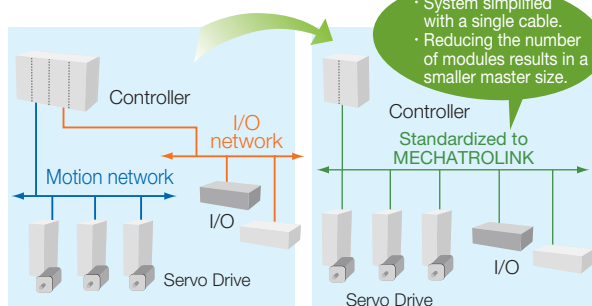 Controller
I/O
network
Motion network
I/O
Servo Drive
· System simplified
with a single cable.
· Reducing the number
of modules results in a
smaller master size.
Controller
Standardized to
MECHATROLINK
I/O
Servo Drive